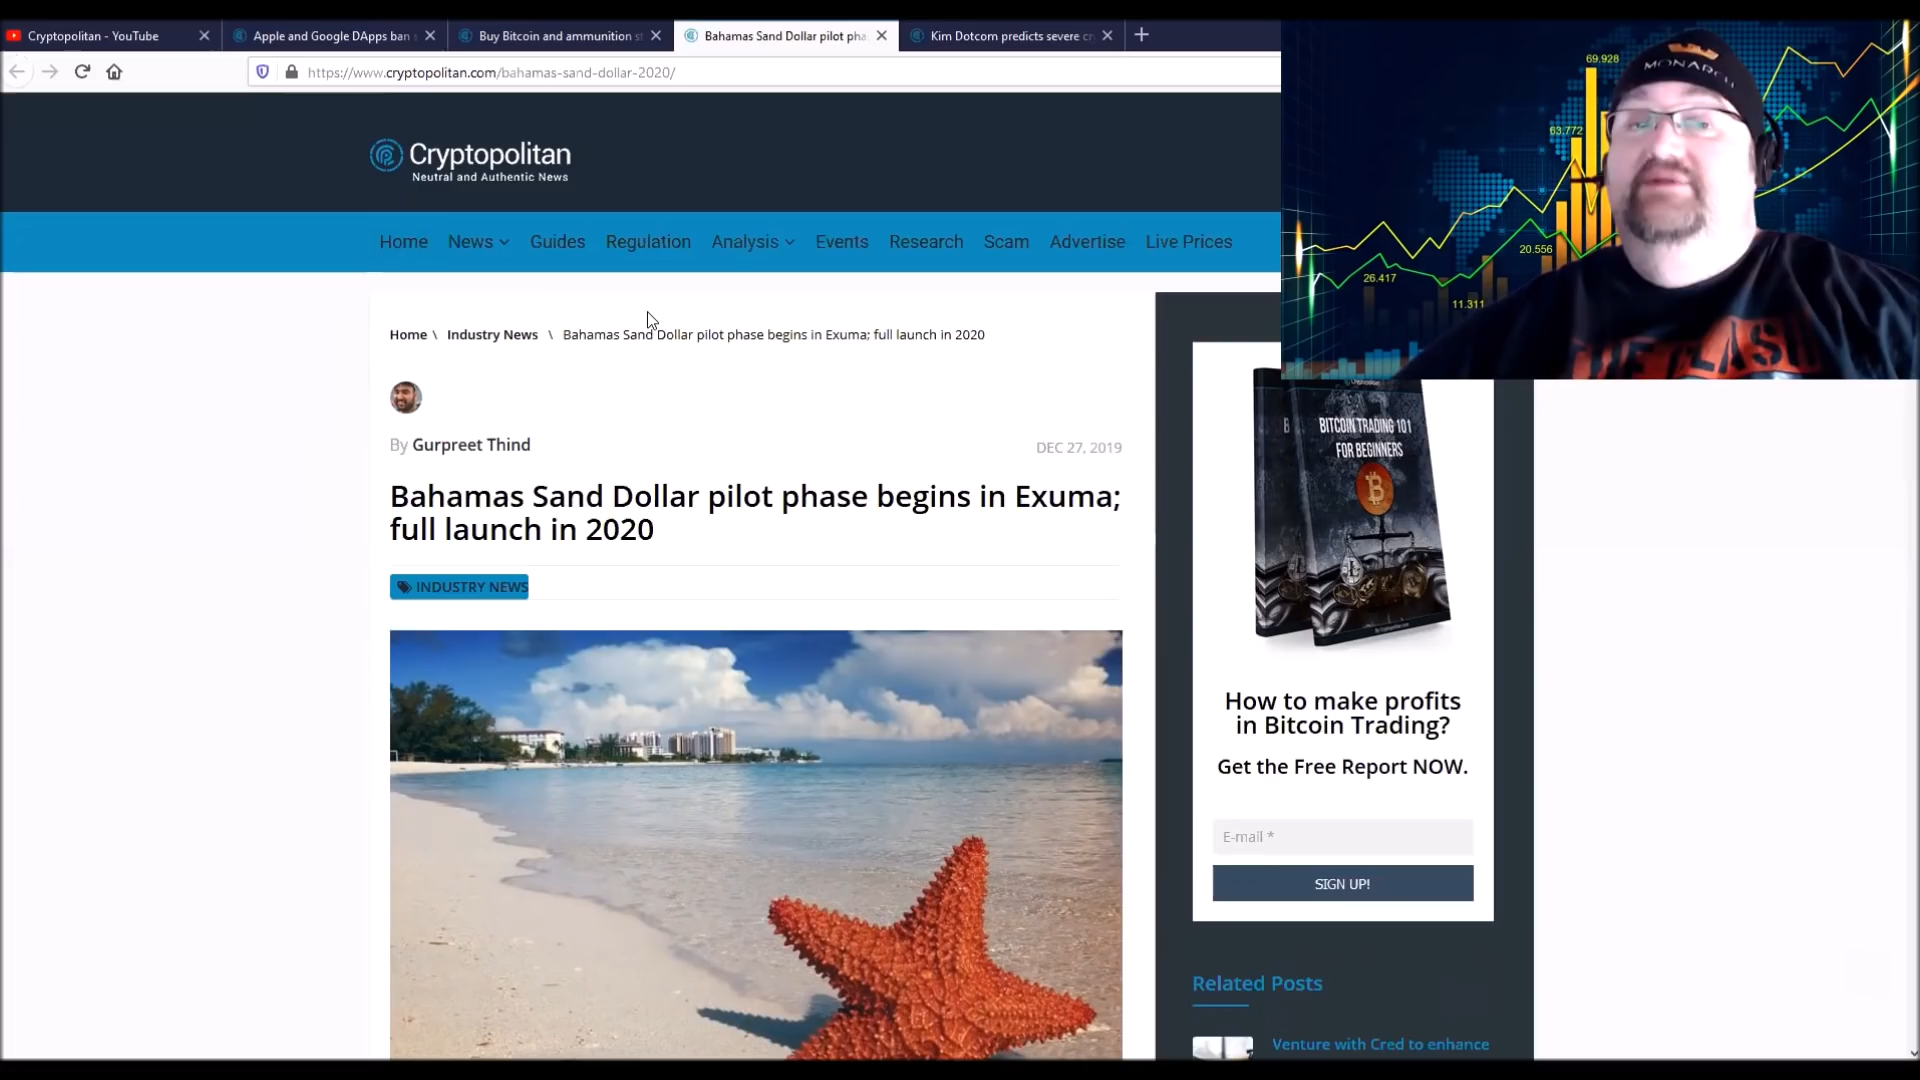 Cryptopolitan - YouTube
Apple and Google DApps ban
Buy Bitcoin and ammunition
Bahamas Sand Dollar pilot pha
Kim Dotcom predicts severe
https://www.cryptopolitan.com/bahamas-sand-dollar-2020/
Cryptopolitan
Neutral and Authentic News
Home News Guides Regulation Analysis Events Research Scam Advertise Live Prices
Home \ Industry News \ Bahamas Sand Dollar pilot phase begins in Exuma; full launch in 2020
By Gurpreet Thind
DEC 27, 2019
Bahamas Sand Dollar pilot phase begins in Exuma;
full launch in 2020
INDUSTRY NEWS
69.928
63.772
20.556
26.417
11.311
MONARCH
BITCOIN TRADING 101
FOR BEGINNERS
How to make profits
in Bitcoin Trading?
Get the Free Report NOW.
E-mail *
SIGN UP!
Related Posts
Venture with Cred to enhance